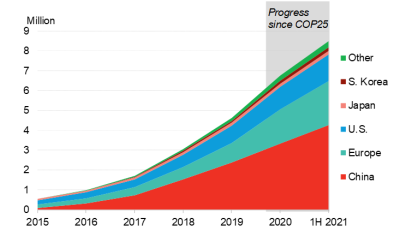 Million
Progress
since COP25
9
8
7
6
5
4
3
2
1
0
2015 2016 2017 2018 2019 2020 1H 2021
Other
S. Korea
Japan
U.S.
Europe
China